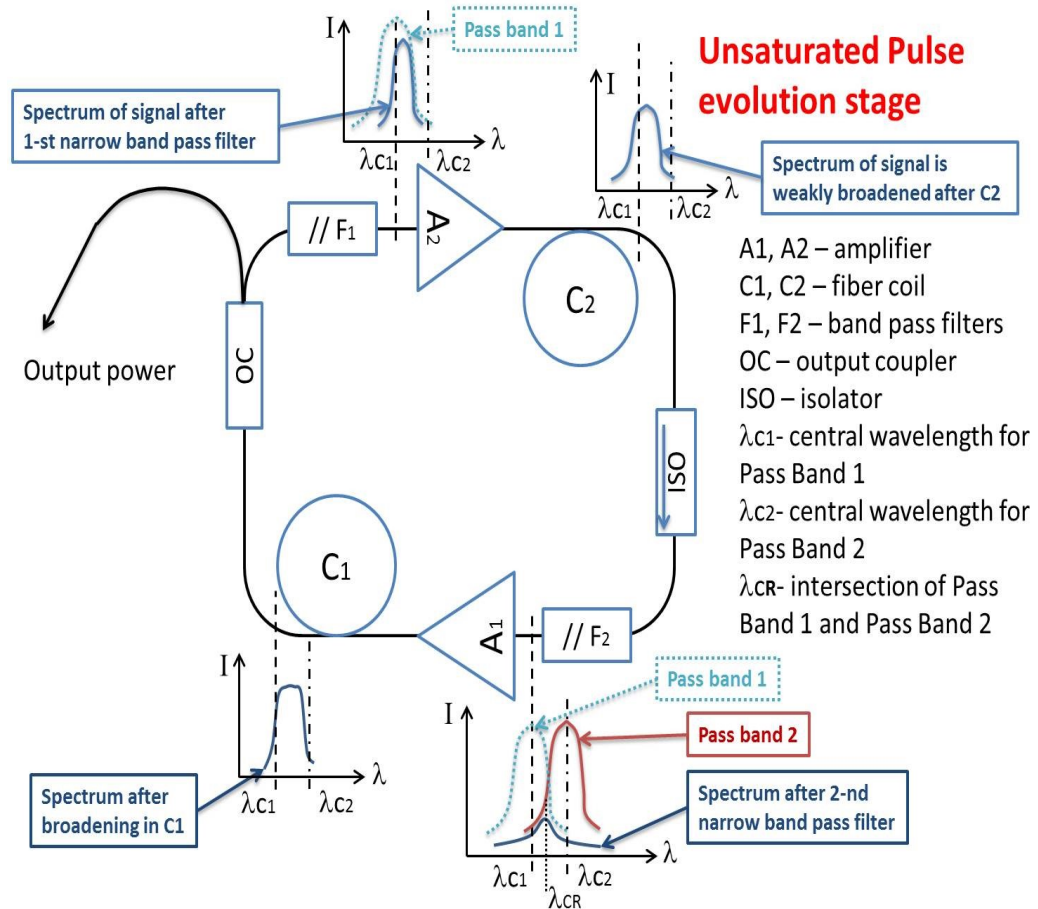 I
Pass band 1
Unsaturated Pulse
evolution stage
Spectrum of signal after
1-st narrow band pass filter
λ
λC1
λC2
I
λ
λC1
λC2
Spectrum of signal is
weakly broadened after C2
// F1
A2
C2
A1, A2 – amplifier
C1, C2 – fiber coil
F1, F2 – band pass filters
OC – output coupler
ISO – isolator
λC1- central wavelength for
Pass Band 1
λC2- central wavelength for
Pass Band 2
λCR- intersection of Pass
Band 1 and Pass Band 2
OC
Output power
ISO
C1
A1
// F2
I
λ
λC1
λC2
Spectrum after
broadening in C1
Pass band 1
I
Pass band 2
Spectrum after 2-nd
narrow band pass filter
λ
λC1
λC2
λCR